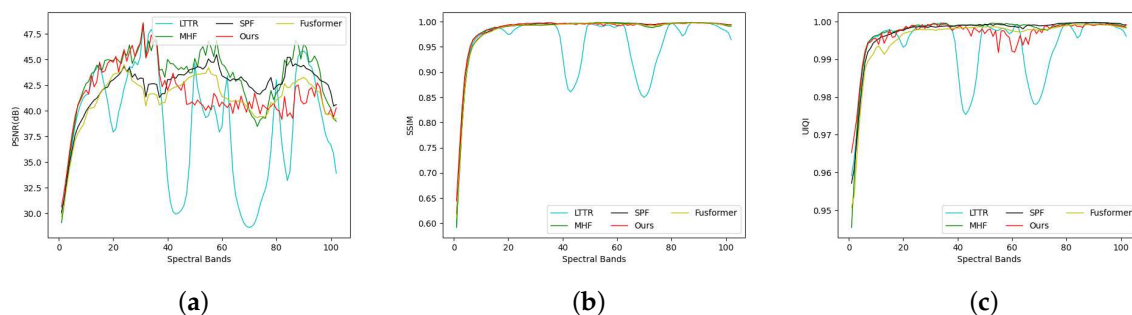 PSNR(dB)
47.5
45.0
42.5
40.0
37.5
35.0
32.5
30.0
LTTR SPF Fusformer
MHF Ours
0 20 40 60 80 100
Spectral Bands
(a)
SSIM
1.00
0.95
0.90
0.85
0.80
0.75
0.70
0.65
0.60
LTTR SPF Fusformer
MHF Ours
0 20 40 60 80 100
Spectral Bands
(b)
UIQI
1.00
0.99
0.98
0.97
0.96
0.95
LTTR SPF Fusformer
MHF Ours
0 20 40 60 80 100
Spectral Bands
(c)